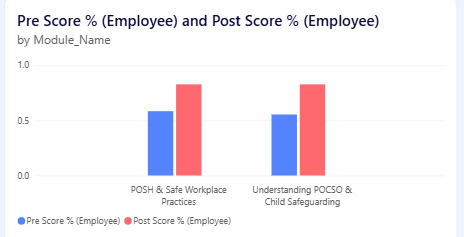 Pre Score % (Employee) and Post Score % (Employee)
by Module_Name
1.0
0.5
0.0
POSH & Safe Workplace
Practices
Understanding POCSO &
Child Safeguarding
Pre Score % (Employee) Post Score % (Employee)